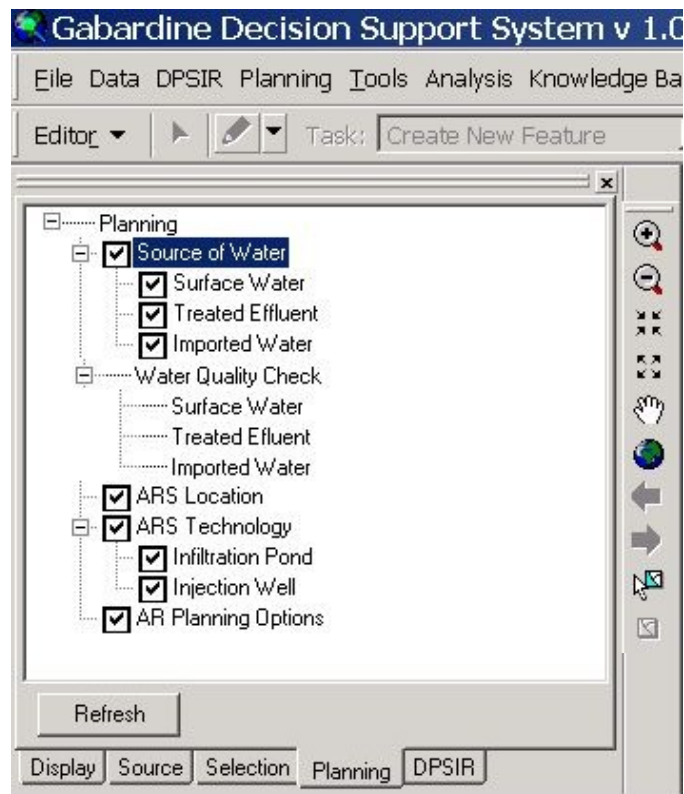 Gabardine Decision Support System v 1.0
File Data DPSIR Planning Tools Analysis Knowledge Ba
Editor Task: Create New Feature
Planning
Source of Water
Surface Water
Treated Effluent
Imported Water
Water Quality Check
Surface Water
Treated Efluent
Imported Water
ARS Location
ARS Technology
Infiltration Pond
Injection Well
AR Planning Options
Refresh
Display Source Selection Planning DPSIR